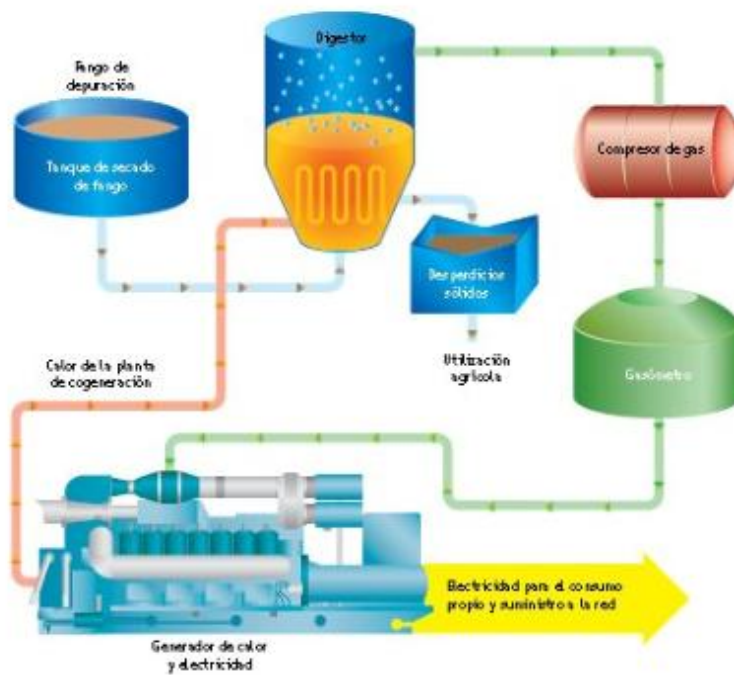 Digestor
Fango de
depuración
Tanque de secado
de fango
Compresor de gas
Desperdicios
sólidos
Utilización
agrícola
Gasómetro
Calor de la planta
de cogeneración
Electricidad para el consumo
propio y suministro a la red
Generador de calor
y electricidad